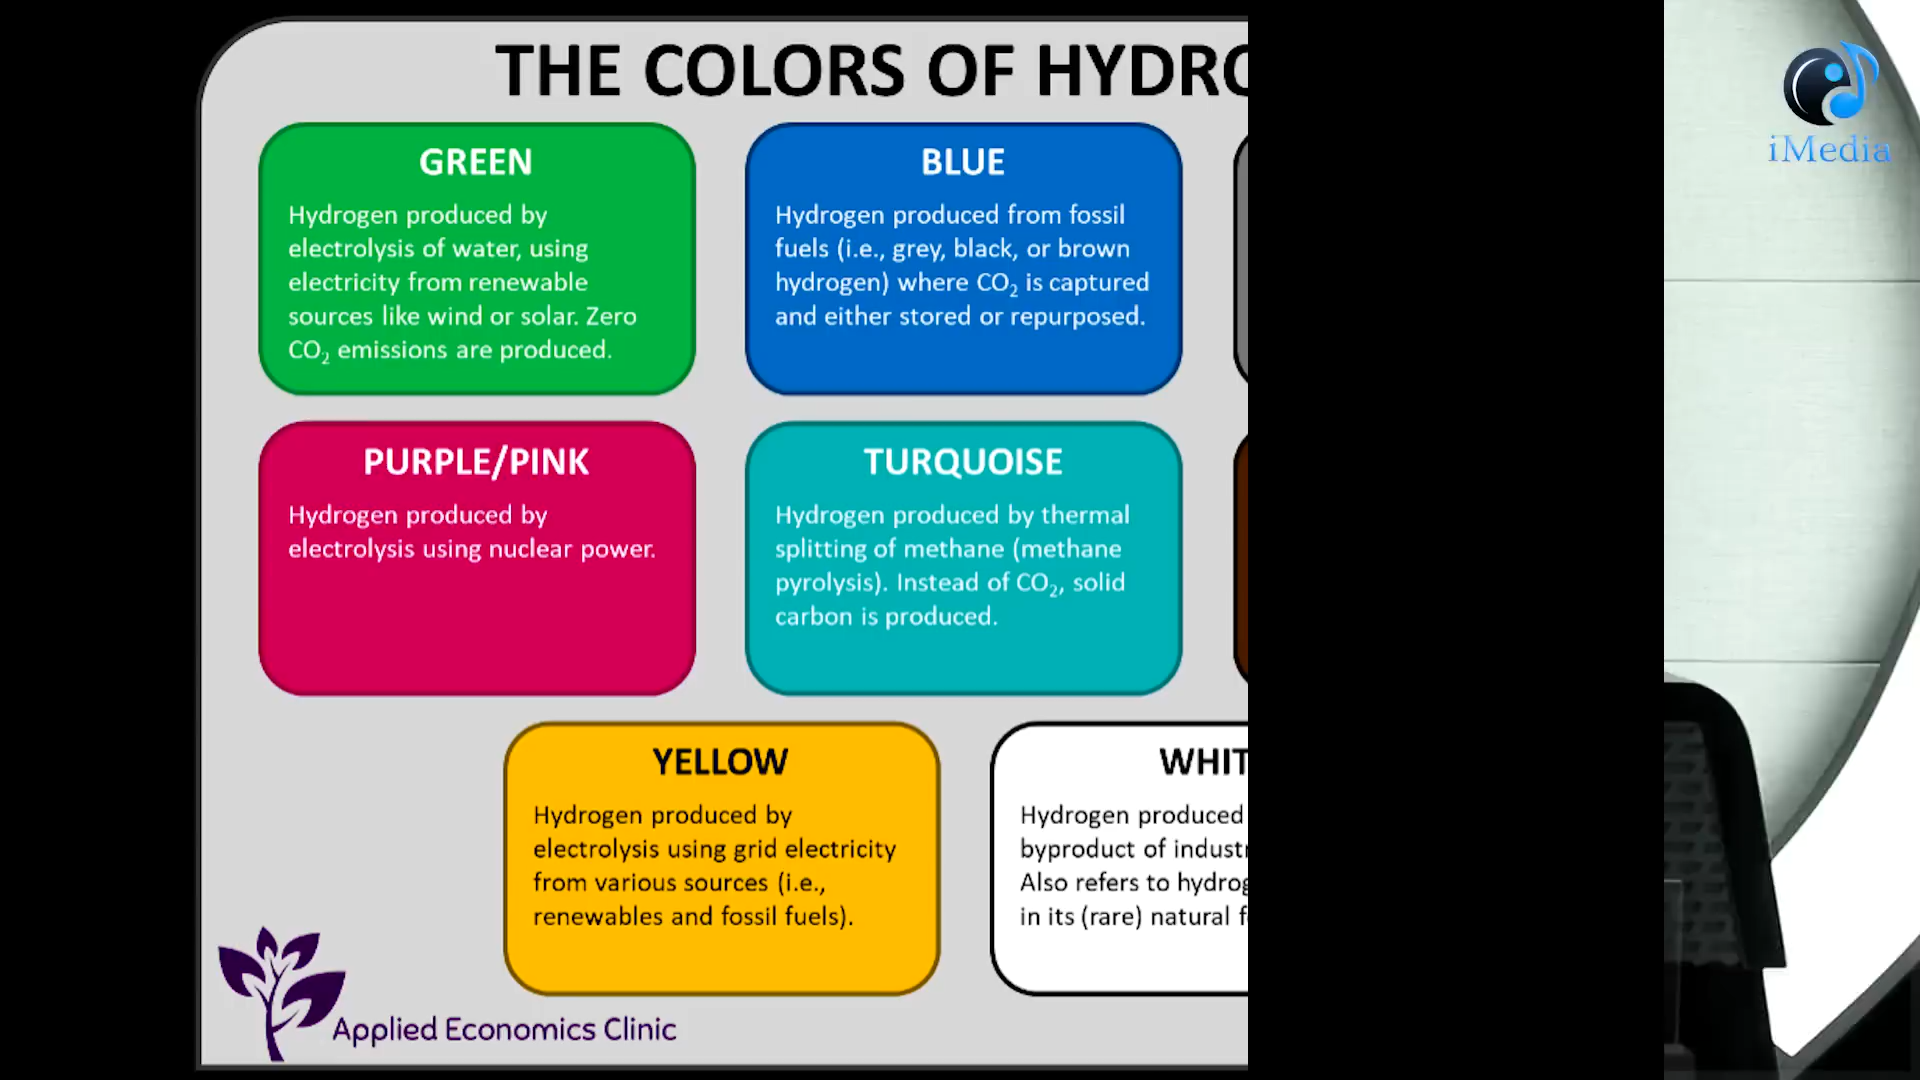 THE COLORS OF HYDRO
iMedia
GREEN
Hydrogen produced by
electrolysis of water, using
electricity from renewable
sources like wind or solar. Zero
CO₂ emissions are produced.
BLUE
Hydrogen produced from fossil
fuels (i.e., grey, black, or brown
hydrogen) where CO₂ is captured
and either stored or repurposed.
PURPLE/PINK
Hydrogen produced by
electrolysis using nuclear power.
TURQUOISE
Hydrogen produced by thermal
splitting of methane (methane
pyrolysis). Instead of CO₂, solid
carbon is produced.
YELLOW
Hydrogen produced by
electrolysis using grid electricity
from various sources (i.e.,
renewables and fossil fuels).
WHIT
Hydrogen produced
byproduct of industr
Also refers to hydrog
in its (rare) natural f
Applied Economics Clinic